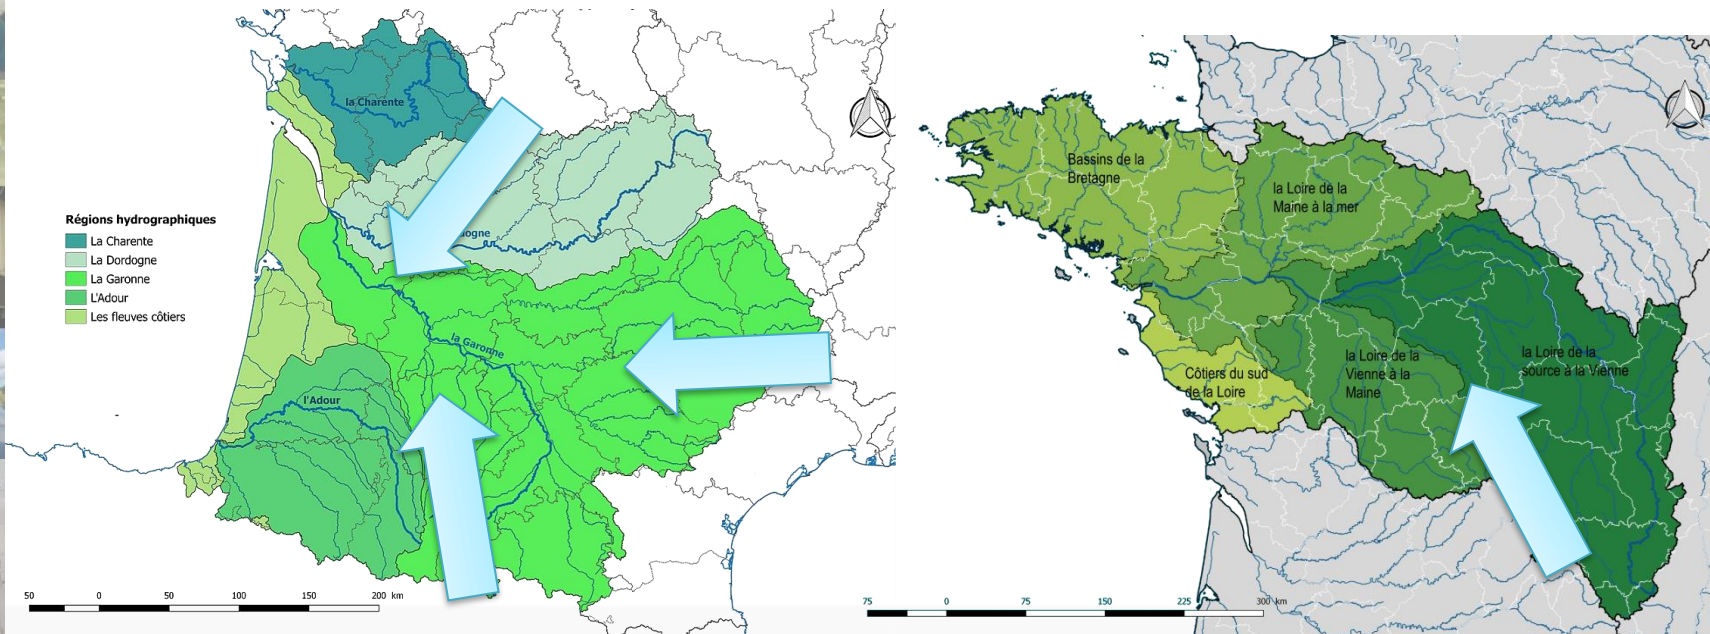 la Charente
Régions hydrographiques
La Charente
La Dordogne
La Garonne
L'Adour
Les fleuves côtiers
ogne
la Garonne
l'Adour
50 0 50 100 150 200 km
Bassins de la
Bretagne
la Loire de la
Maine à la mer
Côtiers du sud
de la Loire
la Loire de la
Vienne à la
Maine
la Loire de la
source à la Vienne
75 0 75 150 225 300 km